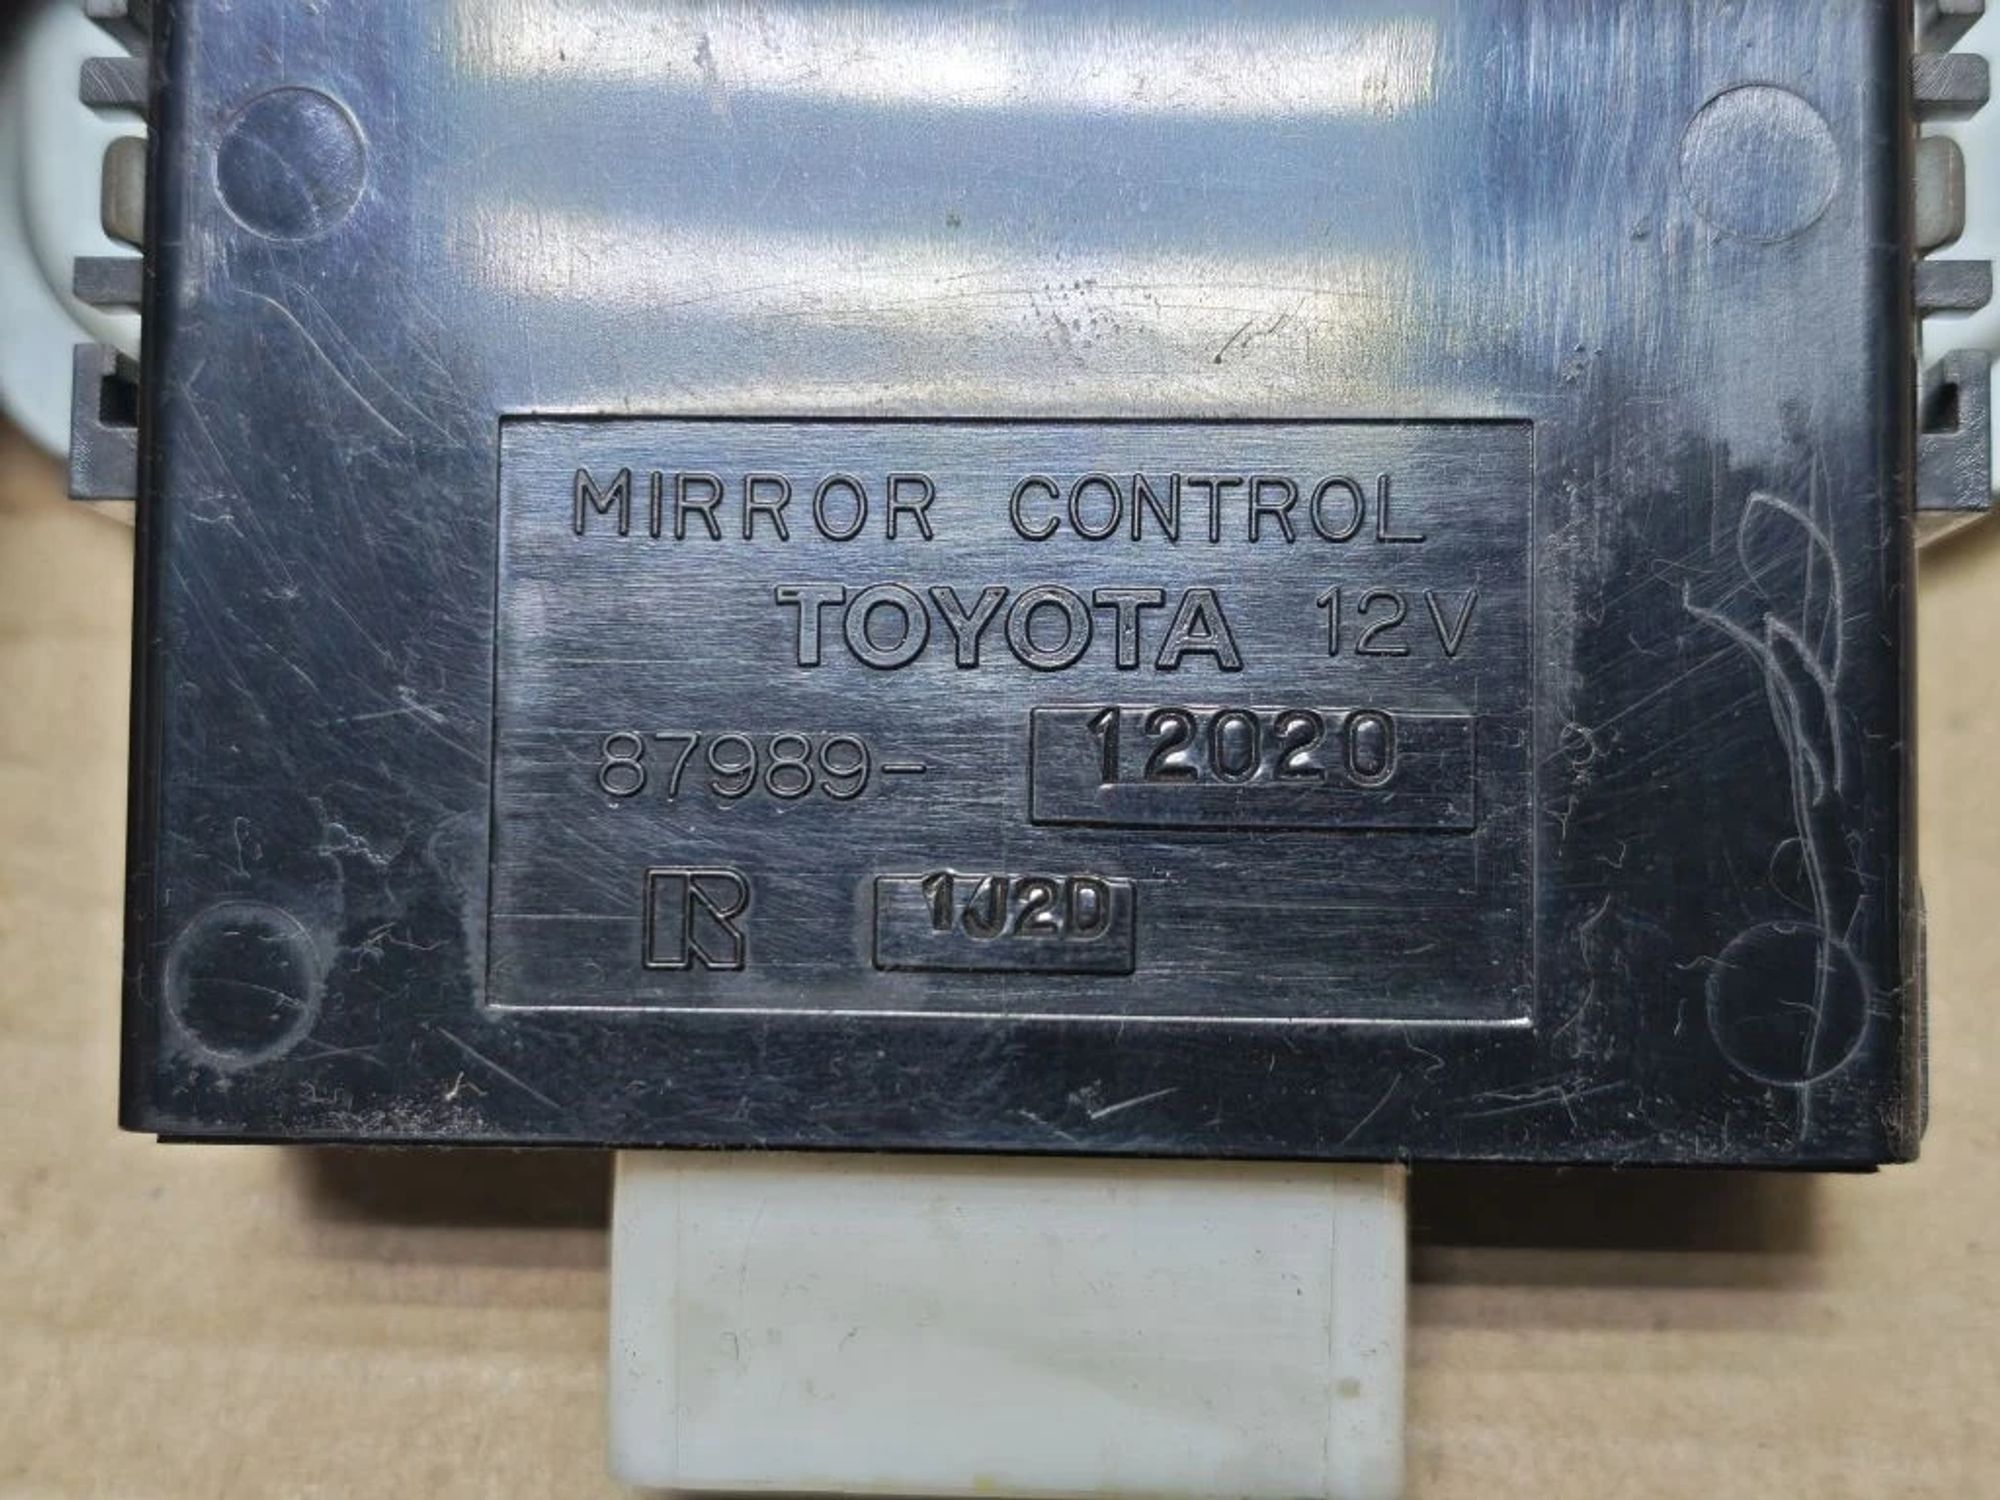 MIRROR CONTROL
TOYOTA 12V
87989- 12020
R 1J2D